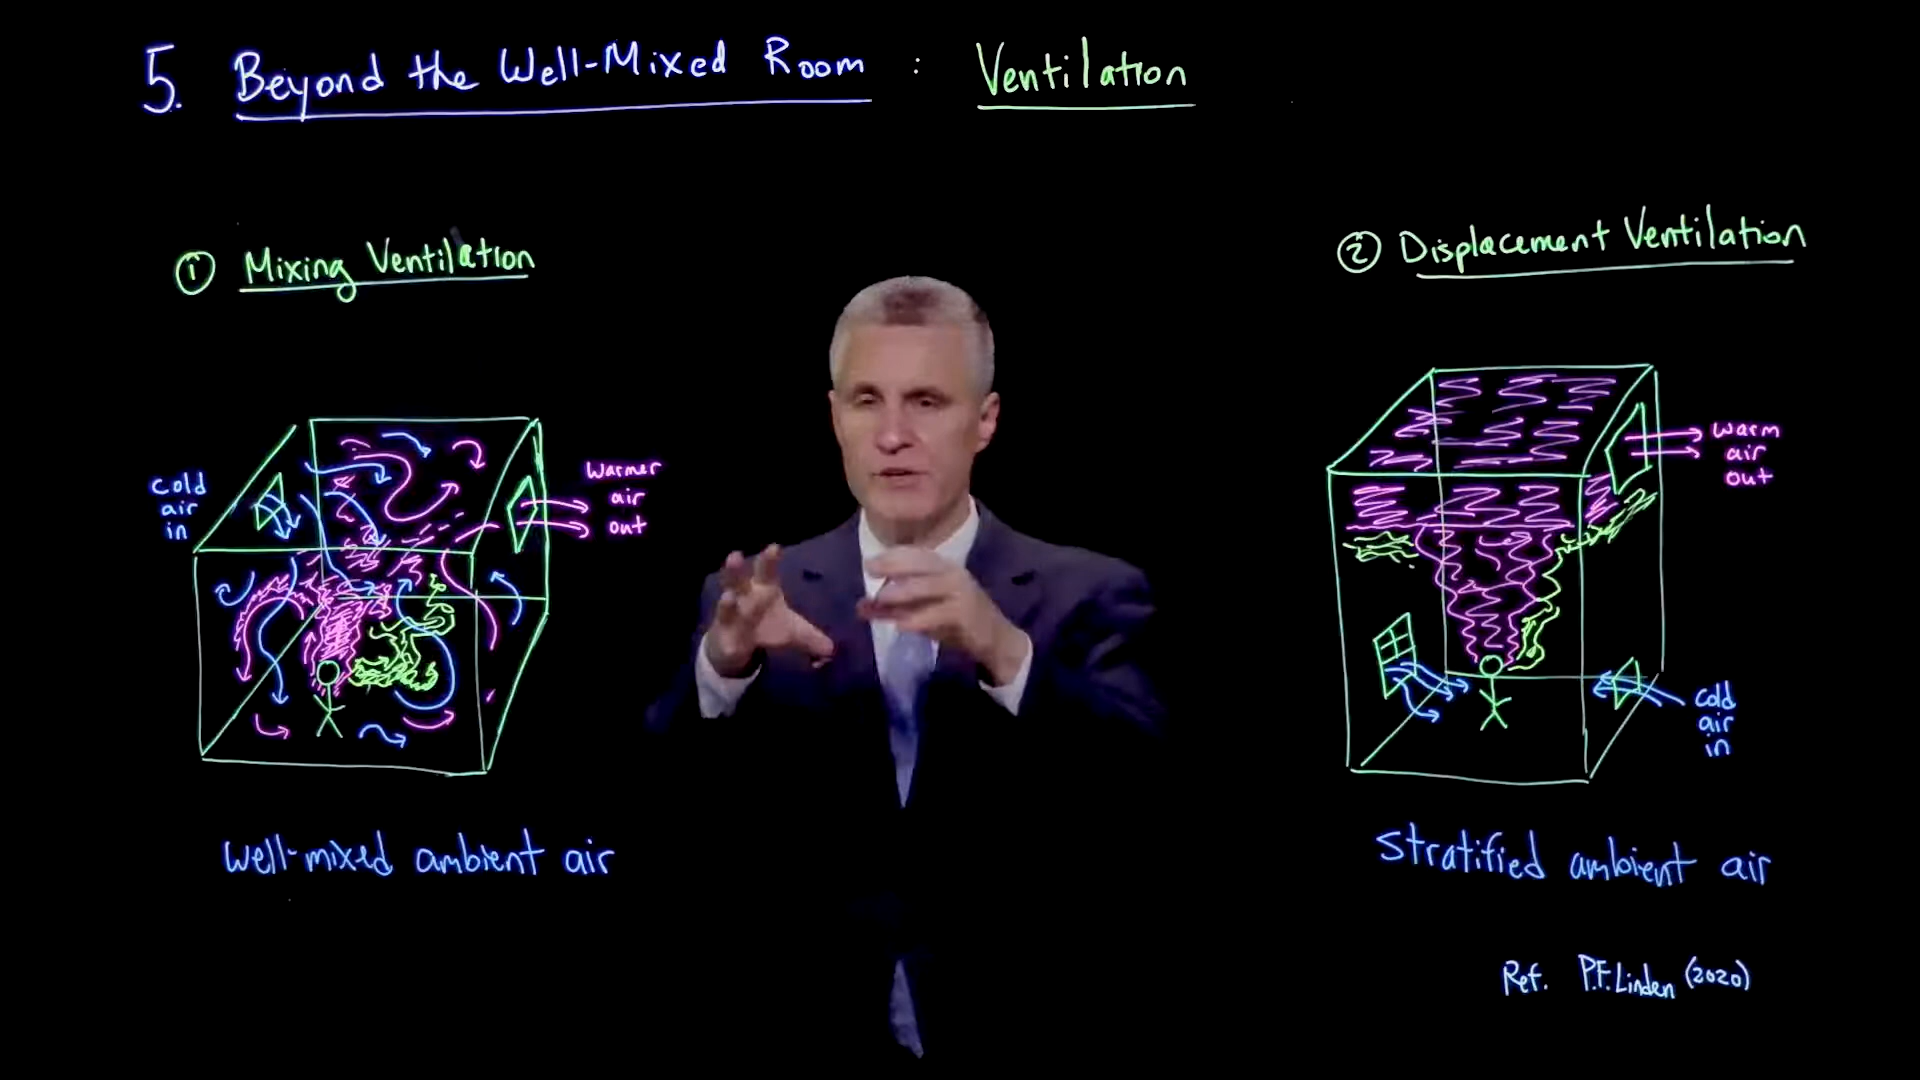 5. Beyond the Well-Mixed Room : Ventilation
① Mixing Ventilation
cold
air
in
warmer
air
out
well-mixed ambient air
② Displacement Ventilation
warm
air
out
cold
air
in
stratified ambient air
Ref. P.F. Linden (2020)